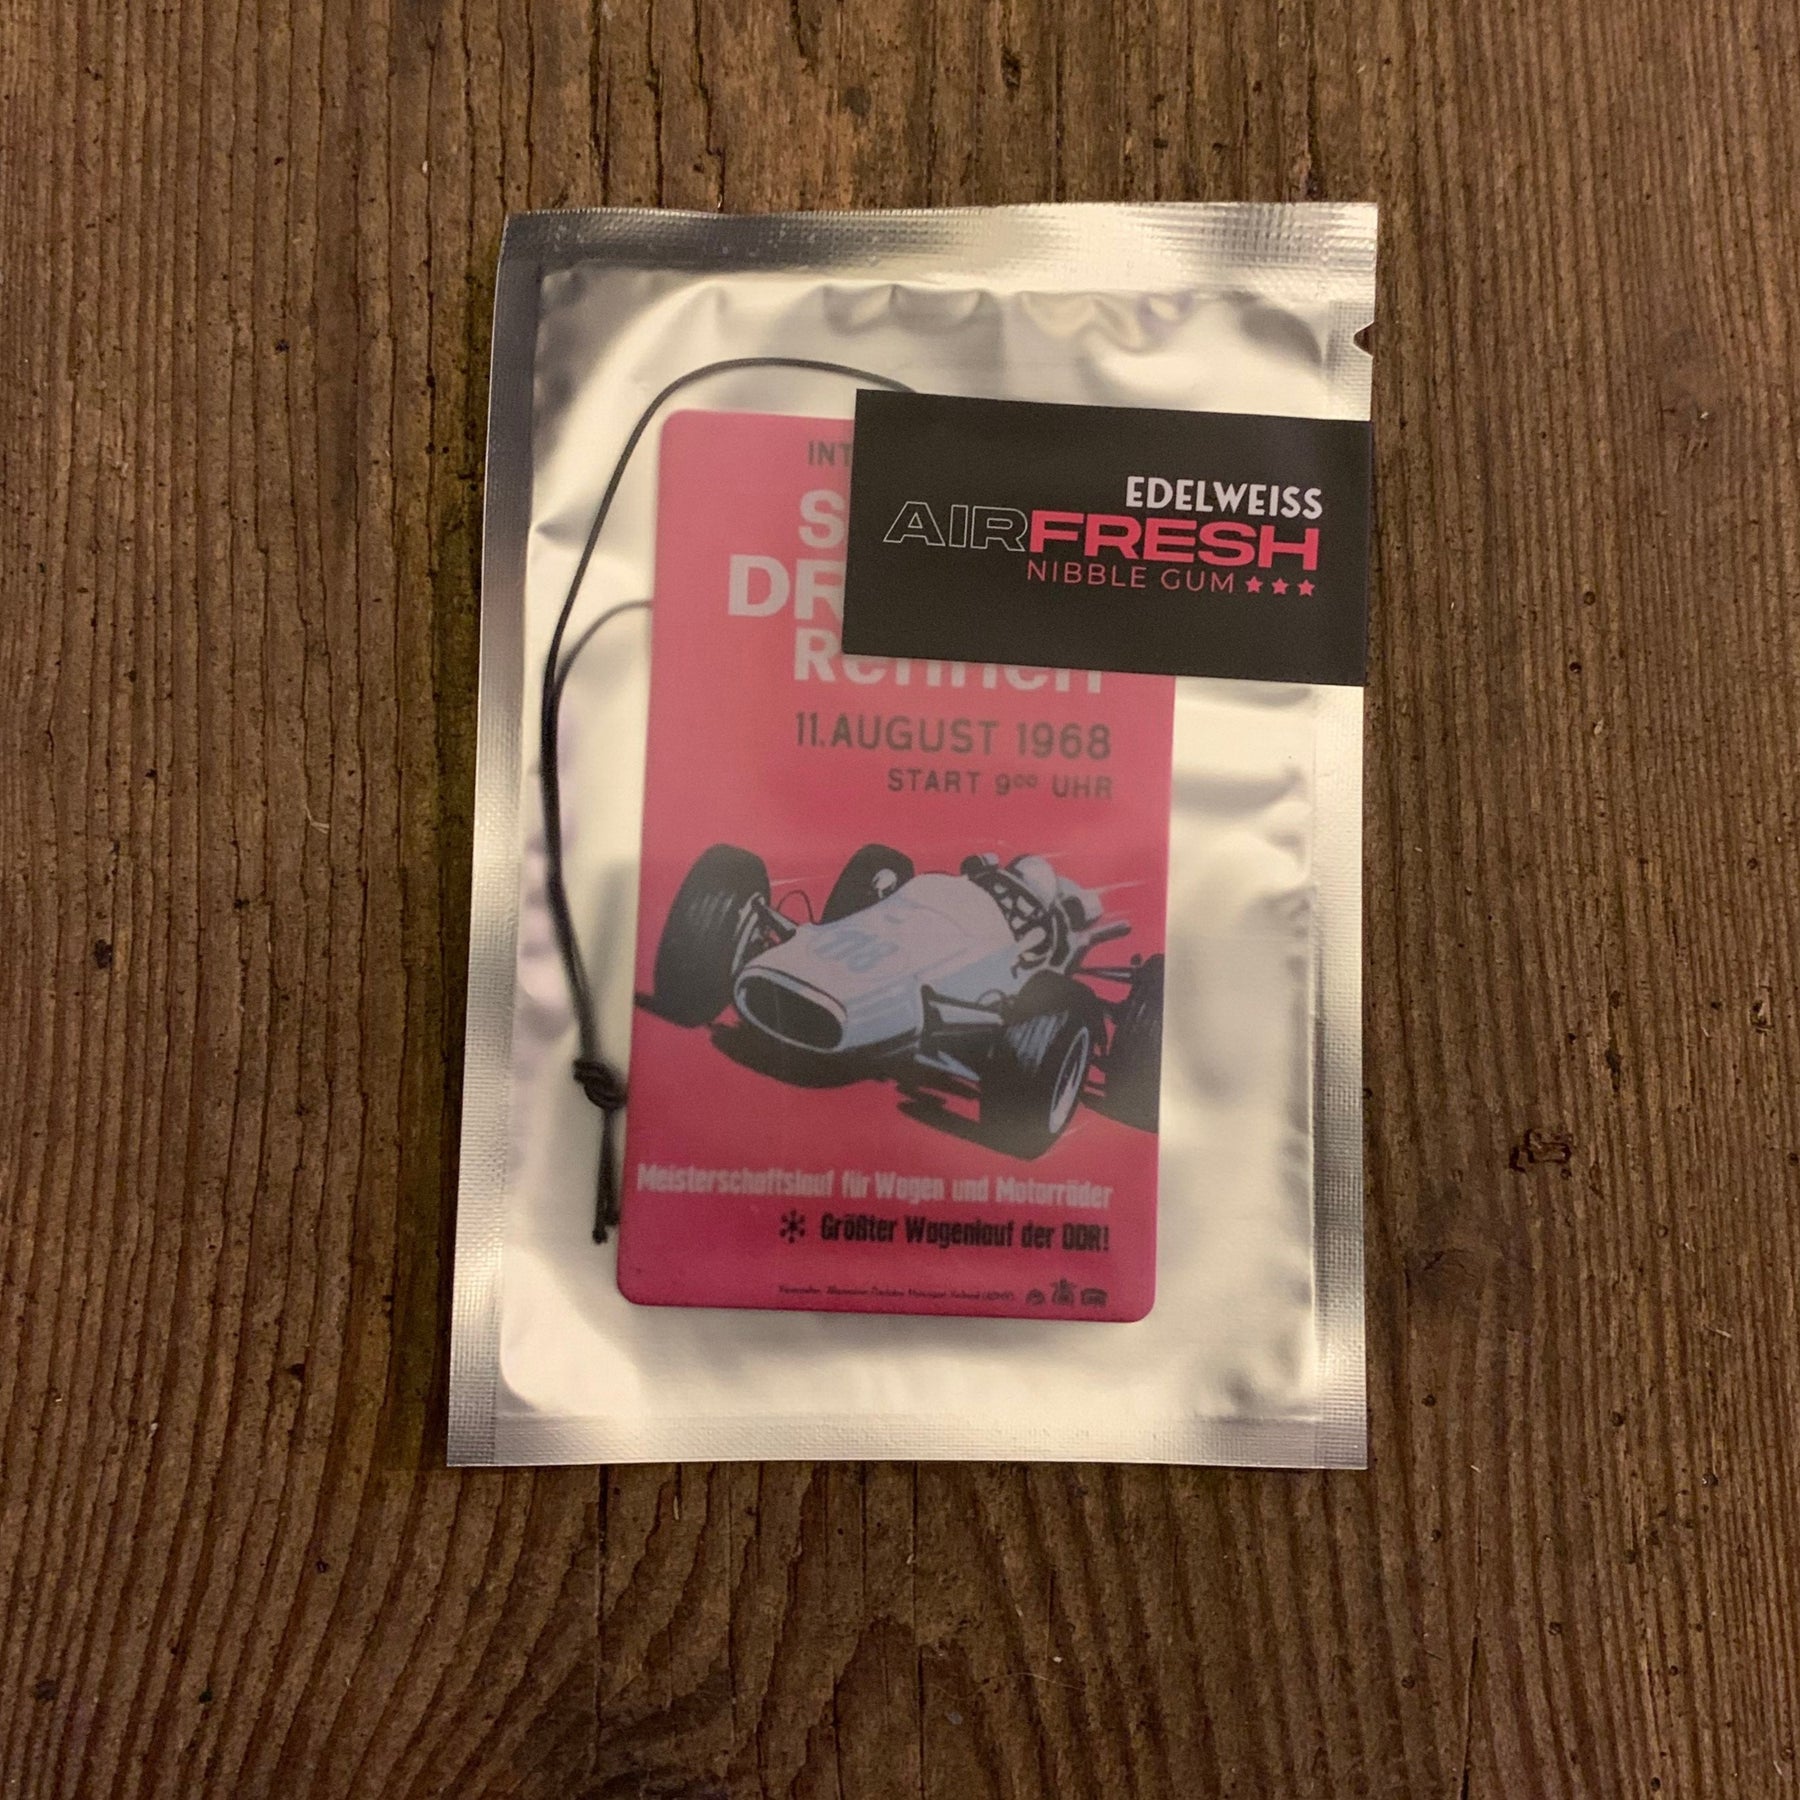 EDELWEISS
AIRFRESH
NIBBLE GUM
INT
S
DR
Rennen
11. AUGUST 1968
START 9⁰⁰ UHR
118
Meisterschaftslauf für Wagen und Motorräder
* Größter Wagenlauf der DDR!